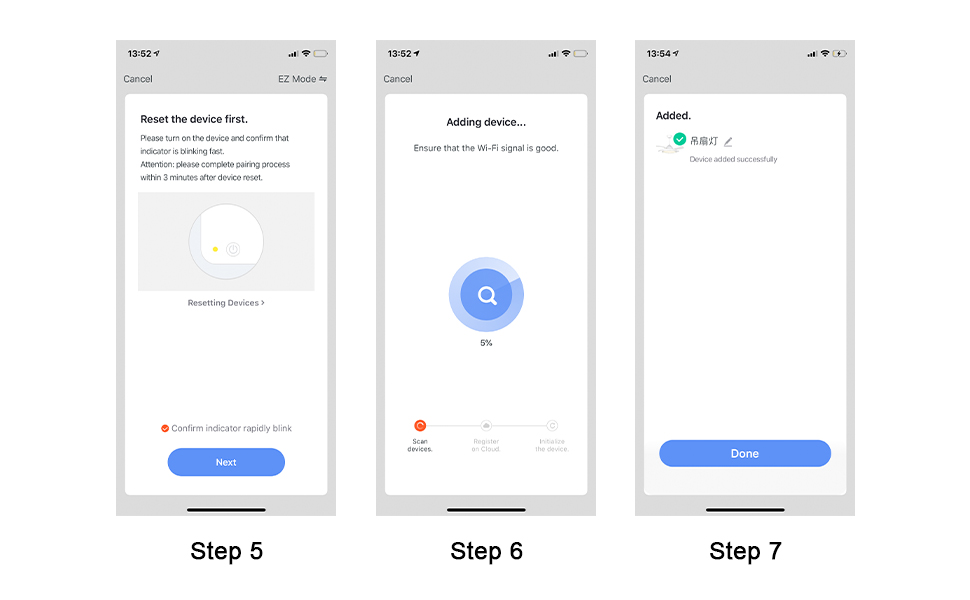 13:52
Cancel
EZ Mode
Reset the device first.
Please turn on the device and confirm that
indicator is blinking fast.
Attention: please complete pairing process
within 3 minutes after device reset.
Resetting Devices >
Confirm indicator rapidly blink
Next
Step 5
13:52
Cancel
Adding device...
Ensure that the Wi-Fi signal is good.
5%
Scan
devices.
Register
on Cloud.
Initialize
the device.
Step 6
13:54
Cancel
Added.
吊扇灯
Device added successfully
Done
Step 7